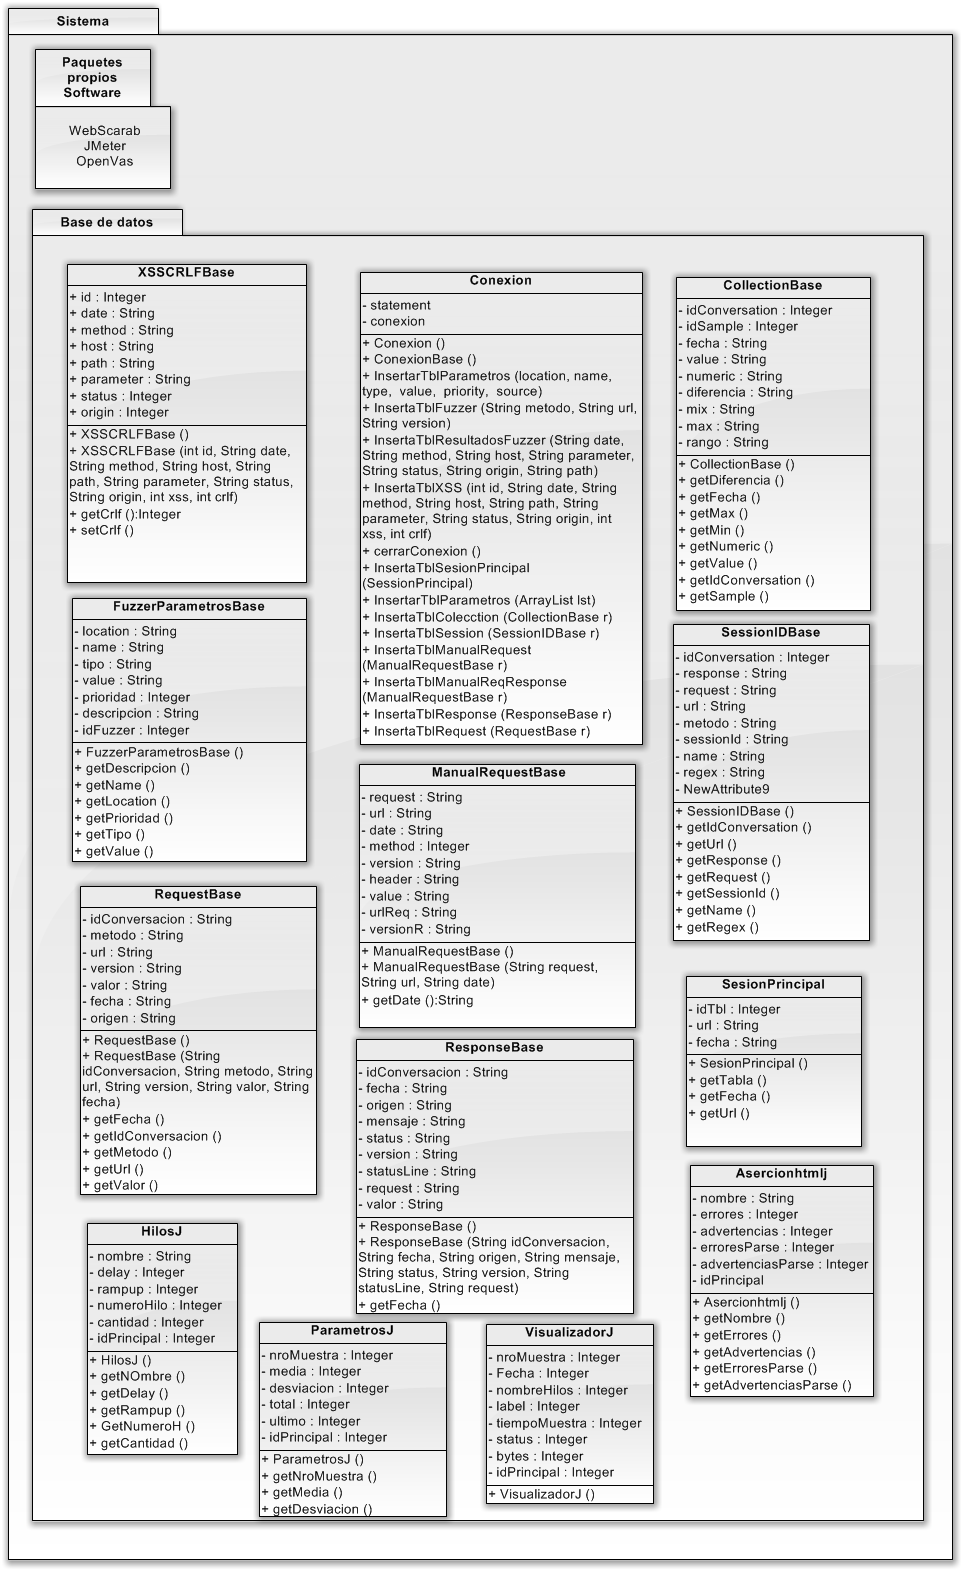 Sistema
Paquetes
propios
Software
WebScarab
JMeter
OpenVas
Base de datos
XSSCRLFBase
+ id : Integer
+ date : String
+ method : String
+ host : String
+ path : String
+ parameter : String
+ status : Integer
+ origin : Integer
+ XSSCRLFBase ()
+ XSSCRLFBase (int id, String date,
String method, String host, String
path, String parameter, String status,
String origin, int xss, int crlf)
+ getCrlf ():Integer
+ setCrlf ()
FuzzerParametrosBase
- location : String
- name : String
- tipo : String
- value : String
- prioridad : Integer
- descripcion : String
- idFuzzer : Integer
+ FuzzerParametrosBase ()
+ getDescripcion ()
+ getName ()
+ getLocation ()
+ getPrioridad ()
+ getTipo ()
+ getValue ()
RequestBase
- idConversacion : String
- metodo : String
- url : String
- version : String
- valor : String
- fecha : String
- origen : String
+ RequestBase ()
+ RequestBase (String
idConversacion, String metodo, String
url, String version, String valor, String
fecha)
+ getFecha ()
+ getIdConversacion ()
+ getMetodo ()
+ getUrl ()
+ getValor ()
HilosJ
- nombre : String
- delay : Integer
- rampup : Integer
- numeroHilo : Integer
- cantidad : Integer
- idPrincipal : Integer
+ HilosJ ()
+ getNOmbre ()
+ getDelay ()
+ getRampup ()
+ GetNumeroH ()
+ getCantidad ()
Conexion
- statement
- conexion
+ Conexion ()
+ ConexionBase ()
+ InsertarTblParametros (location, name,
type, value, priority, source)
+ InsertaTblFuzzer (String metodo, String url,
String version)
+ InsertaTblResultadosFuzzer (String date,
String method, String host, String parameter,
String status, String origin, String path)
+ InsertaTblXSS (int id, String date, String
method, String host, String path, String
parameter, String status, String origin, int
xss, int crlf)
+ cerrarConexion ()
+ InsertaTblSesionPrincipal
(SessionPrincipal)
+ InsertarTblParametros (ArrayList lst)
+ InsertaTblColecction (CollectionBase r)
+ InsertaTblSession (SessionIDBase r)
+ InsertaTblManualRequest
(ManualRequestBase r)
+ InsertaTblManualReqResponse
(ManualRequestBase r)
+ InsertaTblResponse (ResponseBase r)
+ InsertaTblRequest (RequestBase r)
ManualRequestBase
- request : String
- url : String
- date : String
- method : Integer
- version : String
- header : String
- value : String
- urlReq : String
- versionR : String
+ ManualRequestBase ()
+ ManualRequestBase (String request,
String url, String date)
+ getDate ():String
ResponseBase
- idConversacion : String
- fecha : String
- origen : String
- mensaje : String
- status : String
- version : String
- statusLine : String
- request : String
- valor : String
+ ResponseBase ()
+ ResponseBase (String idConversacion,
String fecha, String origen, String mensaje,
String status, String version, String
statusLine, String request)
+ getFecha ()
ParametrosJ
- nroMuestra : Integer
- media : Integer
- desviacion : Integer
- total : Integer
- ultimo : Integer
- idPrincipal : Integer
+ ParametrosJ ()
+ getNroMuestra ()
+ getMedia ()
+ getDesviacion ()
VisualizadorJ
- nroMuestra : Integer
- Fecha : Integer
- nombreHilos : Integer
- label : Integer
- tiempoMuestra : Integer
- status : Integer
- bytes : Integer
- idPrincipal : Integer
+ VisualizadorJ ()
CollectionBase
- idConversation : Integer
- idSample : Integer
- fecha : String
- value : String
- numeric : String
- diferencia : String
- mix : String
- max : String
- rango : String
+ CollectionBase ()
+ getDiferencia ()
+ getFecha ()
+ getMax ()
+ getMin ()
+ getNumeric ()
+ getValue ()
+ getIdConversation ()
+ getSample ()
SessionIDBase
- idConversation : Integer
- response : String
- request : String
- url : String
- metodo : String
- sessionId : String
- name : String
- regex : String
- NewAttribute9
+ SessionIDBase ()
+ getIdConversation ()
+ getUrl ()
+ getResponse ()
+ getRequest ()
+ getSessionId ()
+ getName ()
+ getRegex ()
SesionPrincipal
- idTbl : Integer
- url : String
- fecha : String
+ SesionPrincipal ()
+ getTabla ()
+ getFecha ()
+ getUrl ()
Asercionhtmlj
- nombre : String
- errores : Integer
- advertencias : Integer
- erroresParse : Integer
- advertenciasParse : Integer
- idPrincipal
+ Asercionhtmlj ()
+ getNombre ()
+ getErrores ()
+ getAdvertencias ()
+ getErroresParse ()
+ getAdvertenciasParse ()